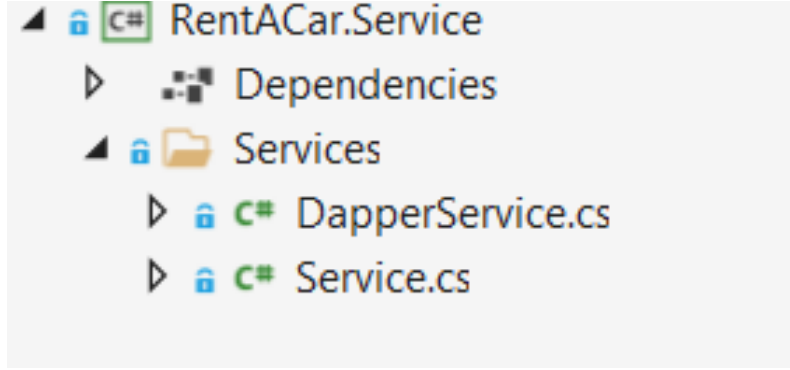 C# RentACar.Service
Dependencies
Services
C# DapperService.cs
C# Service.cs